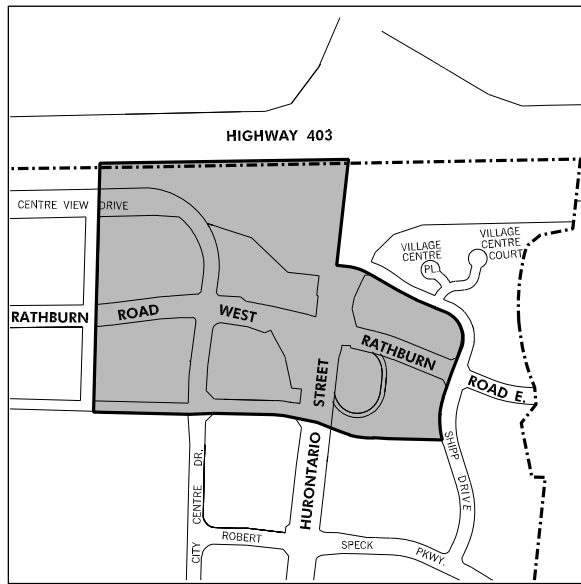 HIGHWAY 403
CENTRE VIEW DRIVE
VILLAGE
CENTRE
PL.
VILLAGE
CENTRE
COURT
RATHBURN ROAD WEST
RATHBURN
ROAD E.
HURONTARIO STREET
SHIPP DRIVE
CITY CENTRE DR.
ROBERT SPECK PKWY.